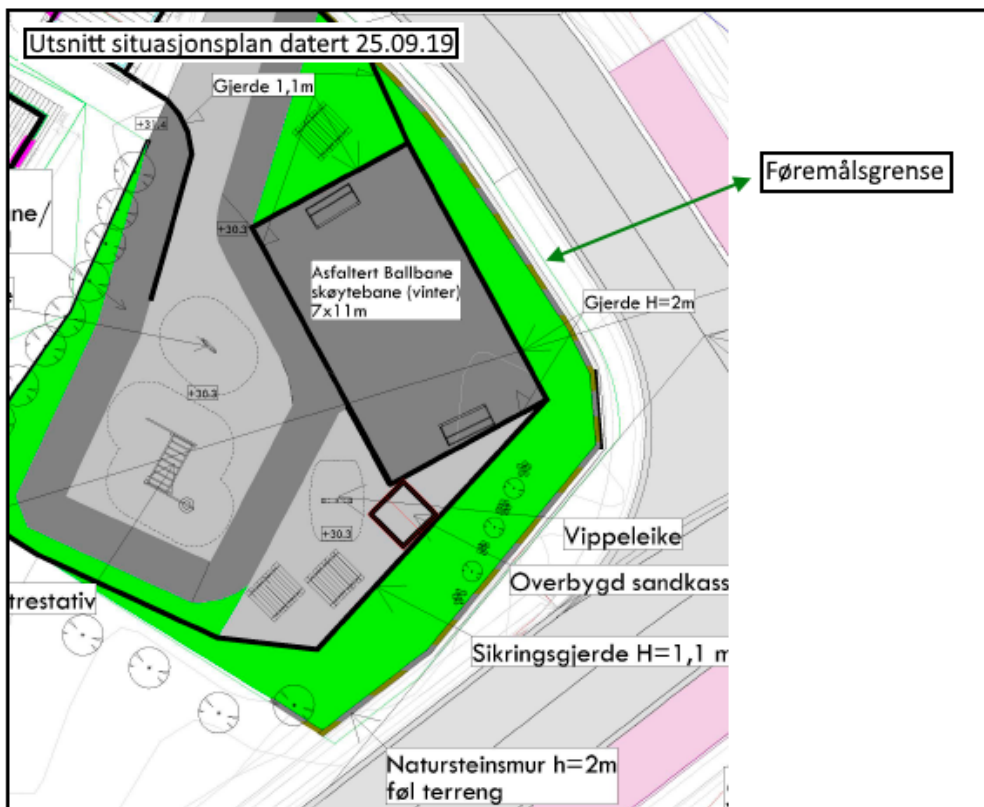 Utsnitt situasjonsplan datert 25.09.19
Gjerde 1,1m
+31.4
Føremålsgrense
ne/
+30.3
Asfaltert Ballbane
skøytebane (vinter)
7x11m
Gjerde H=2m
+30.3
+30.3
Vippeleike
Overbygd sandkass
trestativ
Sikringsgjerde H=1,1 m
Natursteinsmur h=2m
føl terreng